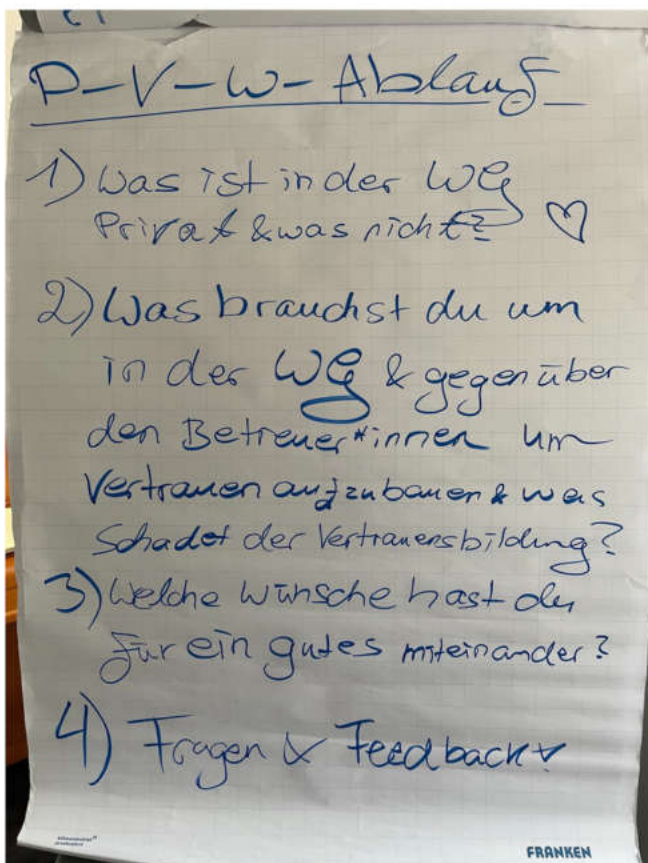 P-V-W-Ablauf
1) Was ist in der WG
Privat & was nicht? ♡
2) Was brauchst du um
in der WG & gegenüber
den Betreuer*innen um
Vertrauen aufzubauen & was
Schadet der Vertrauensbildung?
3) Welche Wünsche hast du
für ein gutes miteinander?
4) Fragen & Feedback
FRANKEN